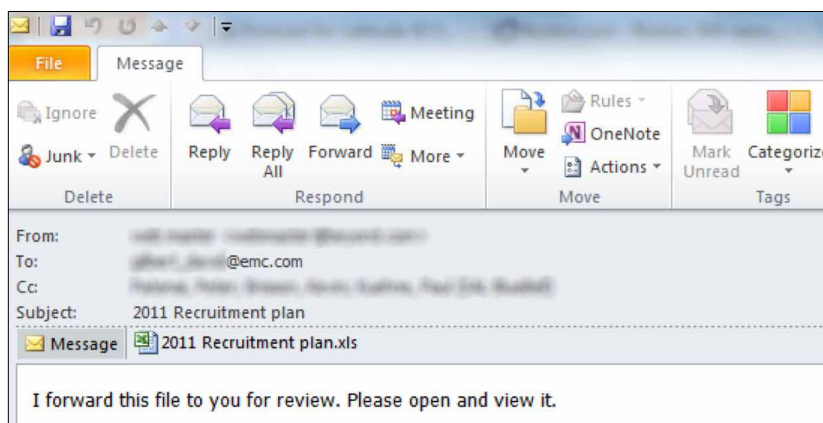 File Message
Ignore
Junk
Delete
Reply
Reply All
Forward
Meeting
More
Move
Rules
OneNote
Actions
Mark Unread
Categoriz
Delete Respond Move Tags
From:
To: @emc.com
Cc:
Subject: 2011 Recruitment plan
Message 2011 Recruitment plan.xls
I forward this file to you for review. Please open and view it.